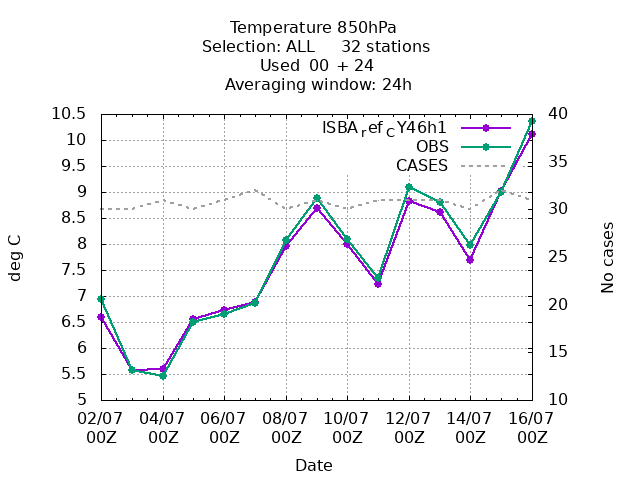 Temperature 850hPa
Selection: ALL 32 stations
Used 00 + 24
Averaging window: 24h
ISBA_ref_CY46h1
OBS
CASES
10.5
10
9.5
9
8.5
8
7.5
7
6.5
6
5.5
5
40
35
30
25
20
15
10
deg C
No cases
02/07 04/07 06/07 08/07 10/07 12/07 14/07 16/07
00Z 00Z 00Z 00Z 00Z 00Z 00Z 00Z
Date